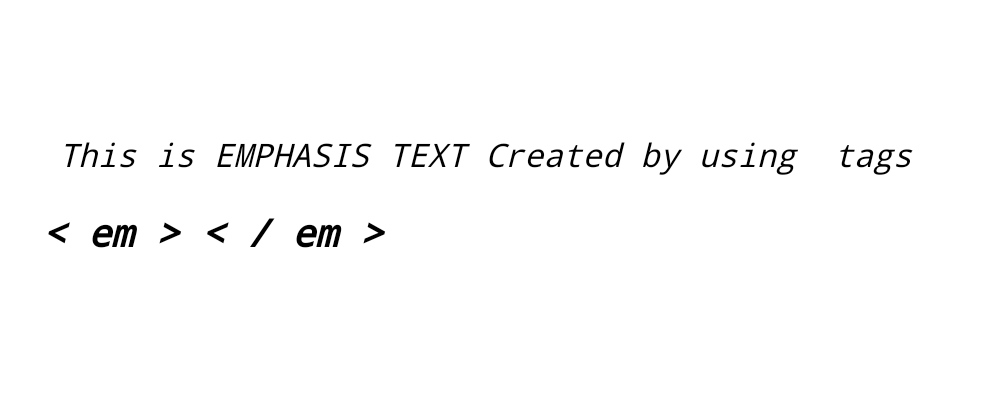 This is EMPHASIS TEXT Created by using  tags
< em > < / em >